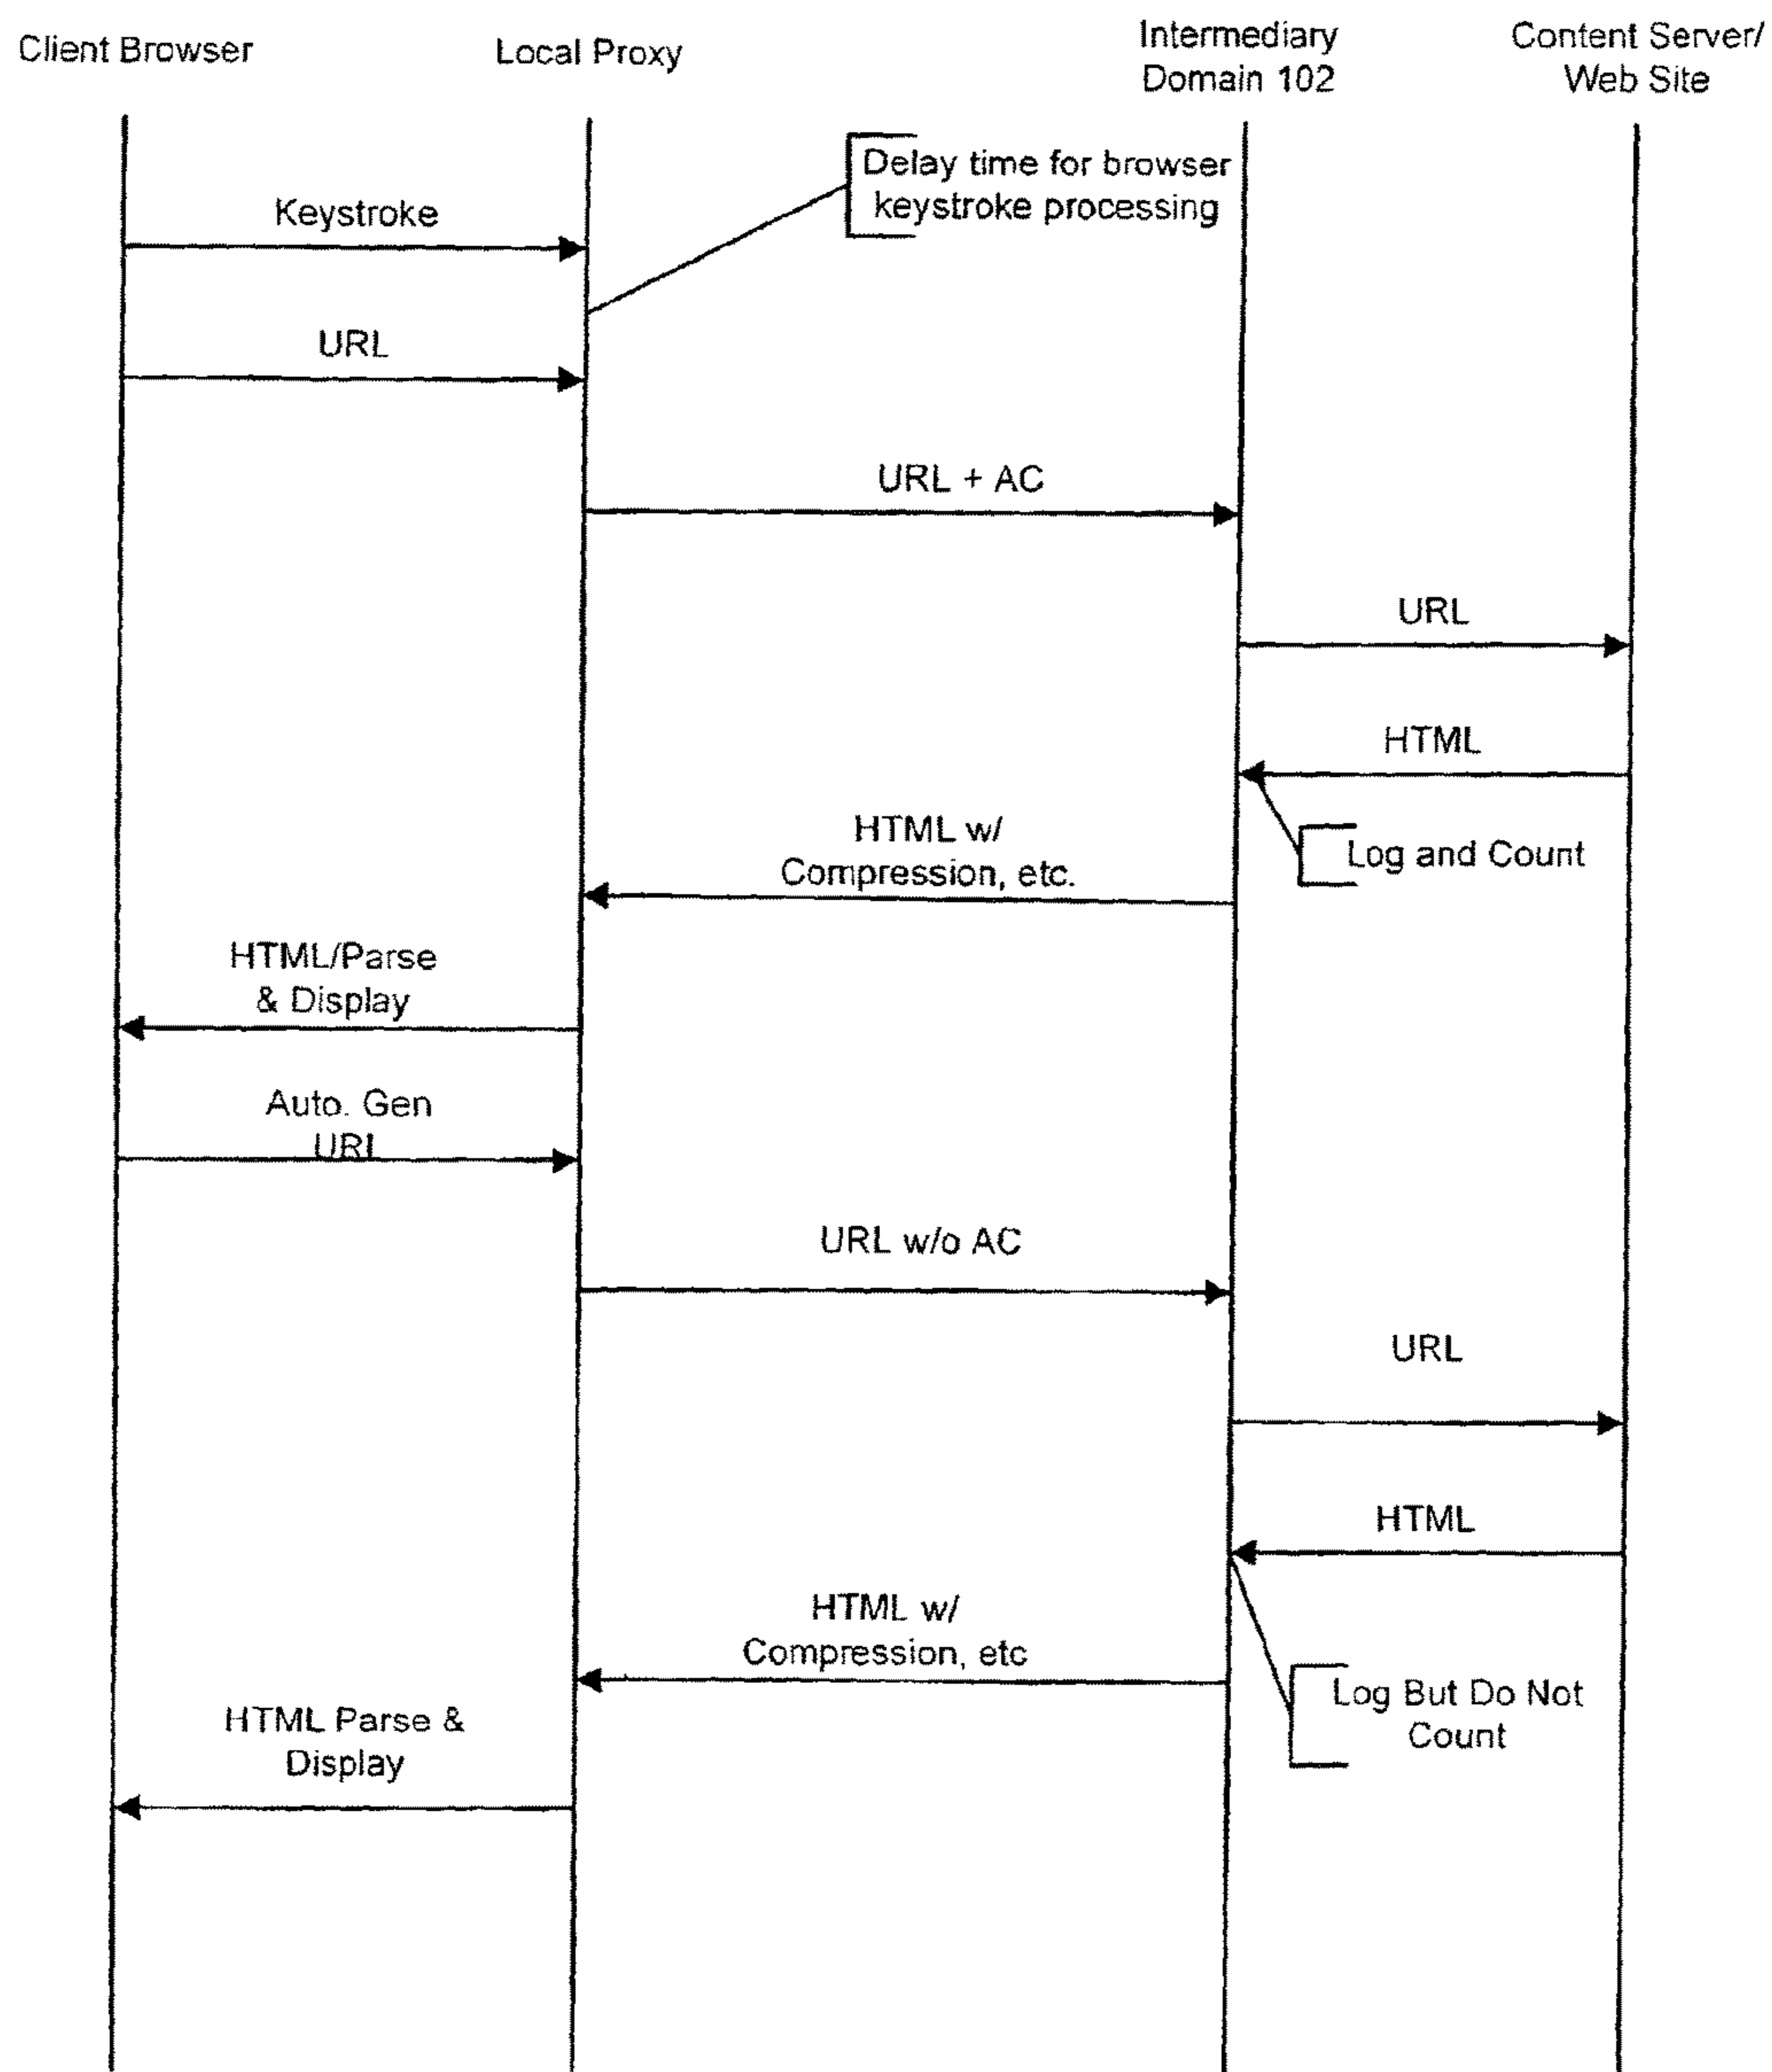 Client Browser
Local Proxy
Intermediary
Domain 102
Content Server/
Web Site
Delay time for browser
keystroke processing
Keystroke
URL
URL + AC
URL
HTML
Log and Count
HTML w/
Compression, etc.
HTML/Parse
& Display
Auto. Gen
URL
URL w/o AC
URL
HTML
HTML w/
Compression, etc
Log But Do Not
Count
HTML Parse &
Display